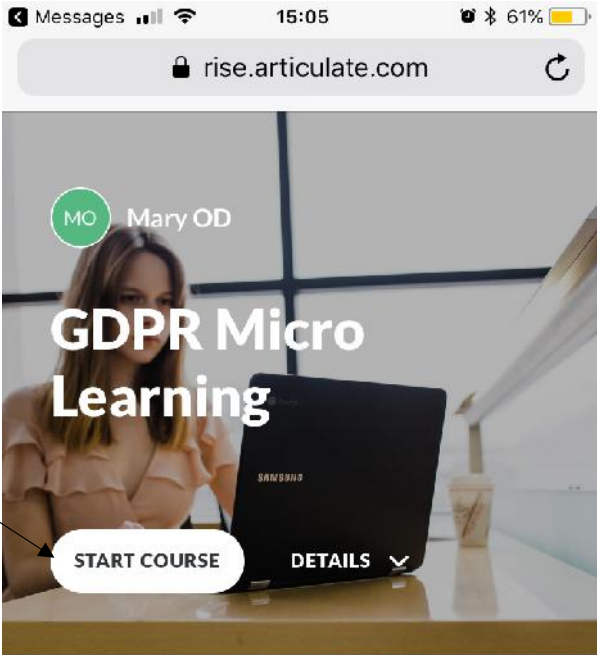 Messages 15:05 61%
rise.articulate.com
MO Mary OD
GDPR Micro
Learning
SAMSUNG
START COURSE DETAILS